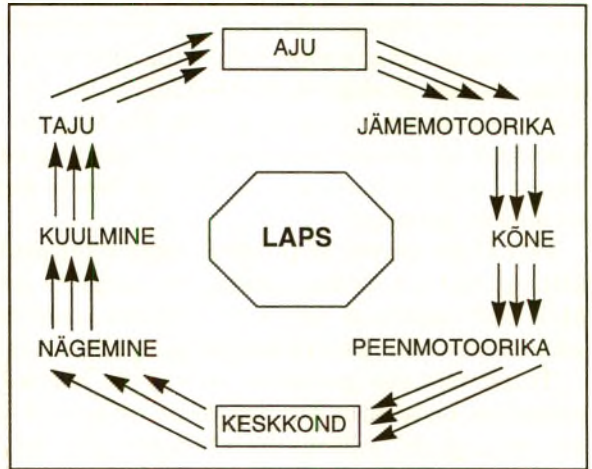 AJU
TAJU
JÄMEMOTOORIKA
KUULMINE
LAPS
KÕNE
NÄGEMINE
PEENMOTOORIKA
KESKKOND